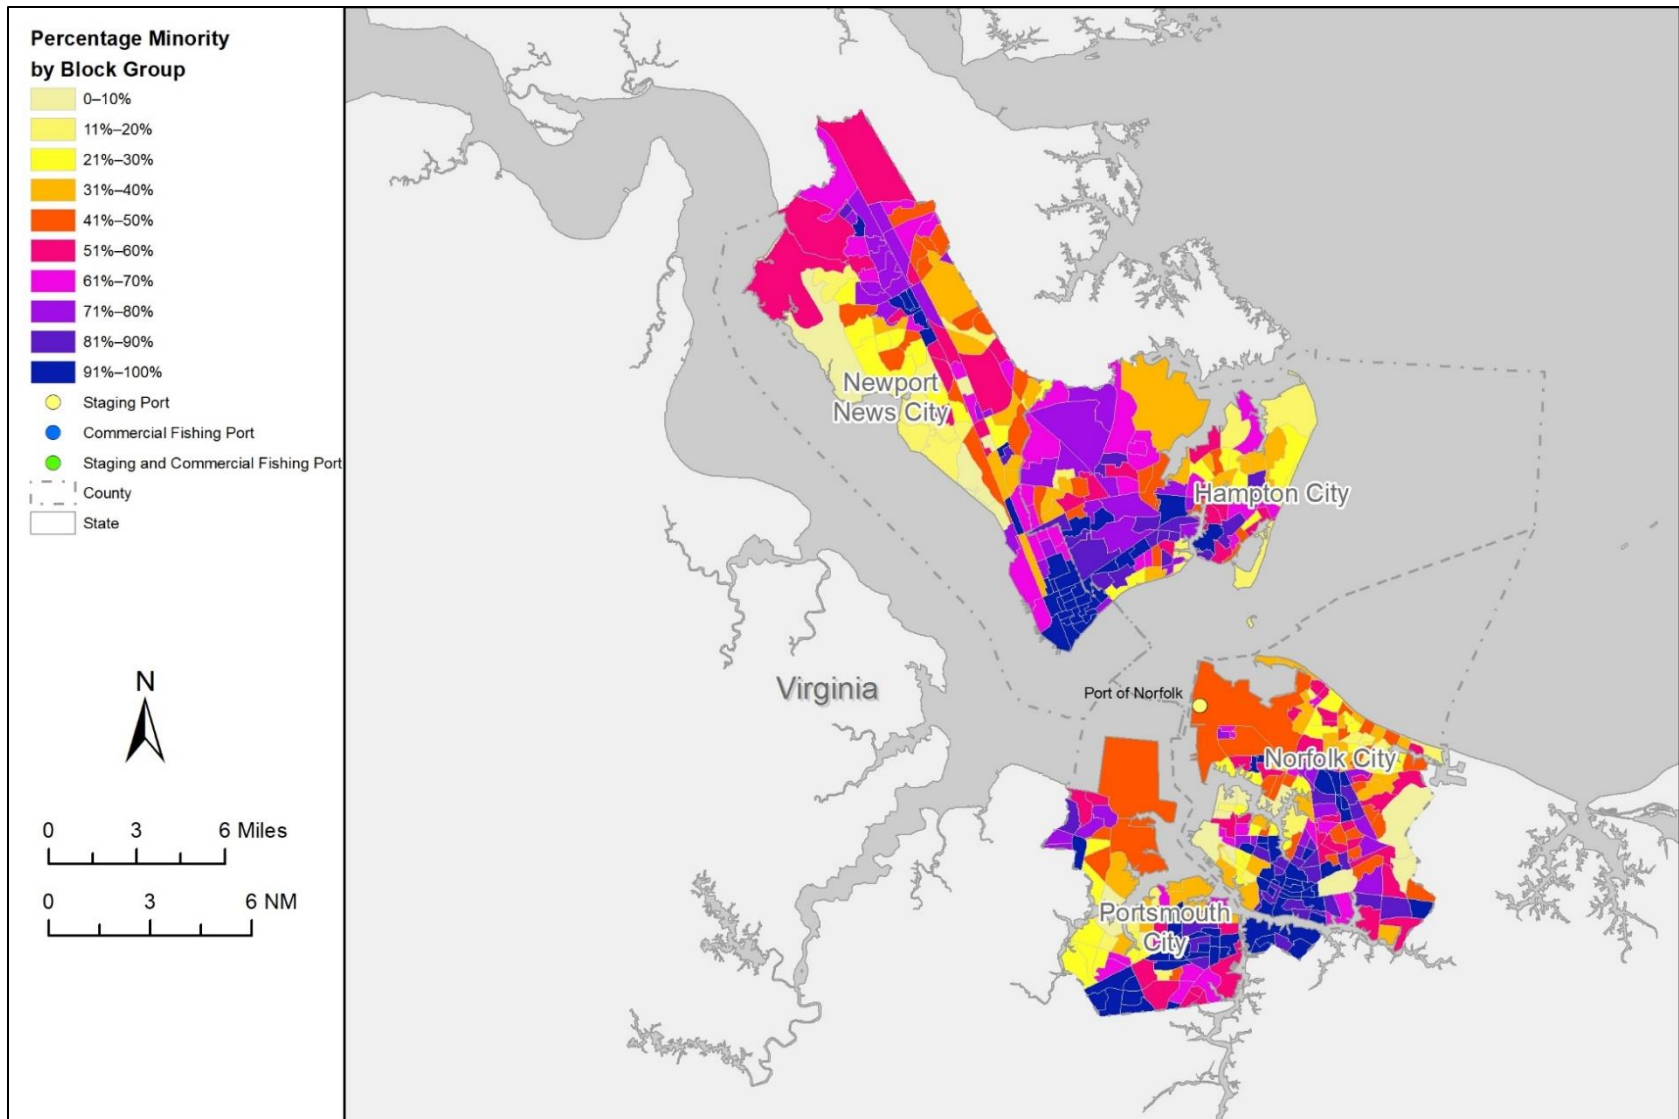 Percentage Minority
by Block Group
0–10%
11%–20%
21%–30%
31%–40%
41%–50%
51%–60%
61%–70%
71%–80%
81%–90%
91%–100%
Staging Port
Commercial Fishing Port
Staging and Commercial Fishing Port
County
State
N
0 3 6 Miles
0 3 6 NM
Newport
News City
Hampton City
Virginia
Port of Norfolk
Norfolk City
Portsmouth
City